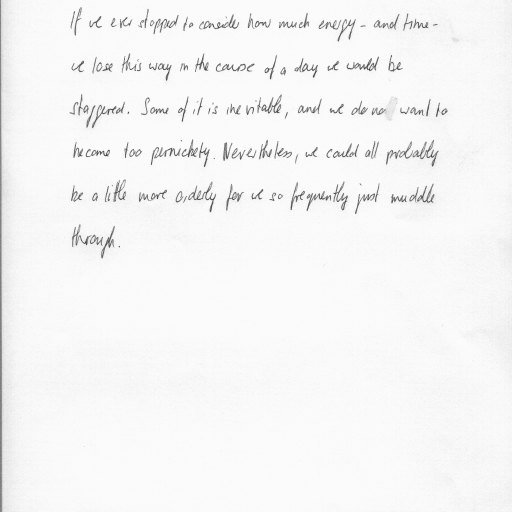 If we ever stopped to consider how much energy - and time -
we lose this way in the course of a day we would be
staggered. Some of it is inevitable, and we do not want to
become too pernickety. Nevertheless, we could all probably
be a little more orderly for we so frequently just muddle
through.